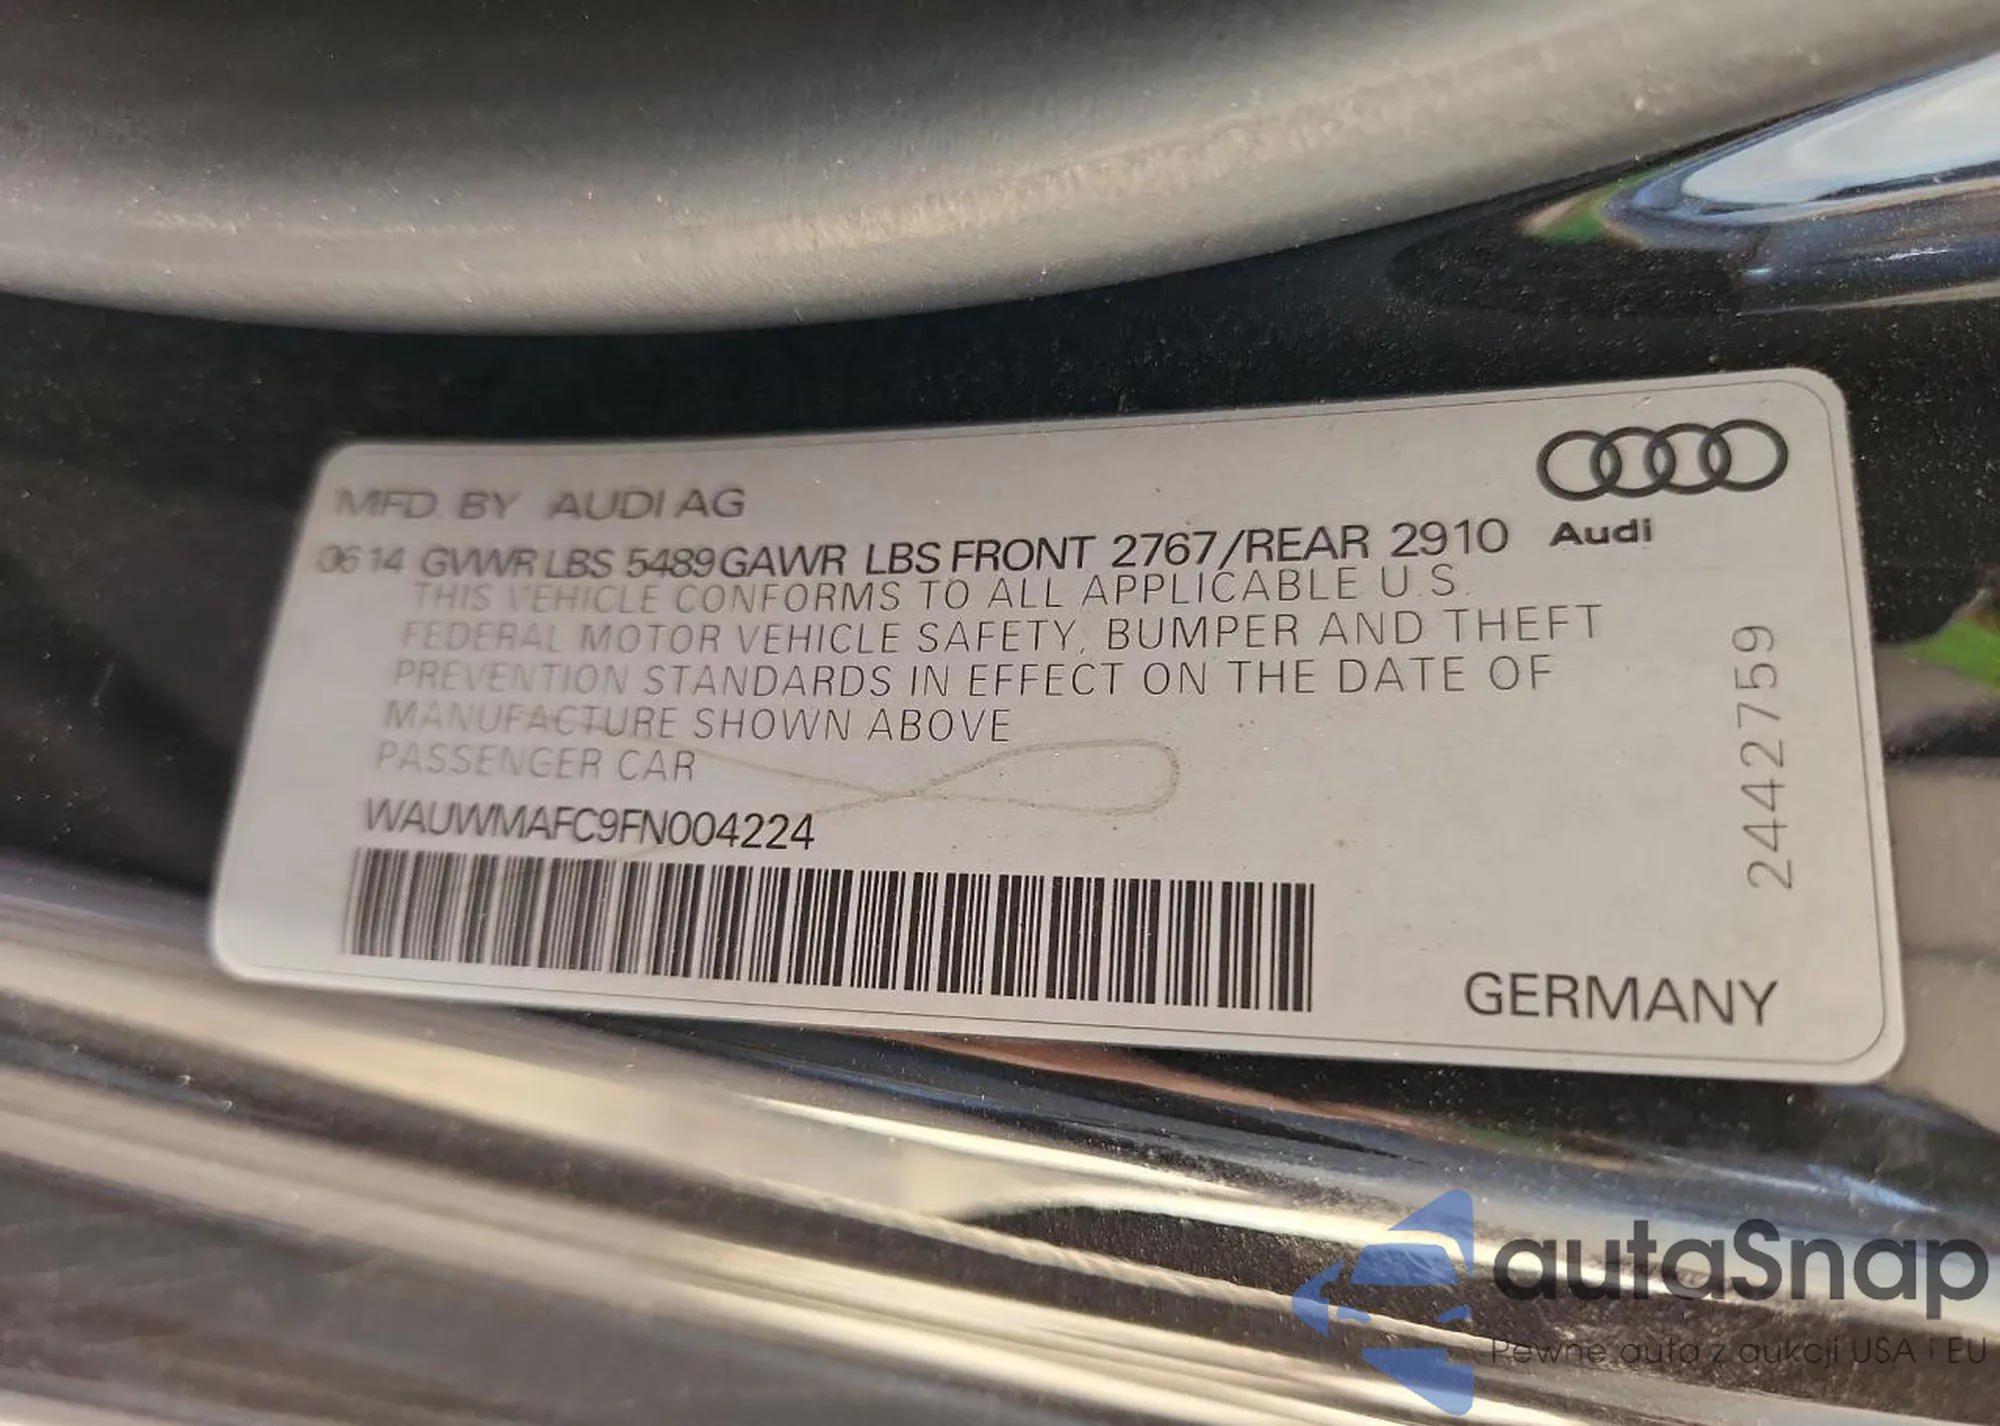 MFD. BY AUDI AG
Audi
06 14 GVWR LBS 5489 GAWR LBS FRONT 2767/REAR 2910
THIS VEHICLE CONFORMS TO ALL APPLICABLE U.S.
FEDERAL MOTOR VEHICLE SAFETY, BUMPER AND THEFT
PREVENTION STANDARDS IN EFFECT ON THE DATE OF
MANUFACTURE SHOWN ABOVE
PASSENGER CAR
WAUWMAFC9FN004224
2442759
GERMANY
autaSnap
Pewne auta z aukcji USA i EU